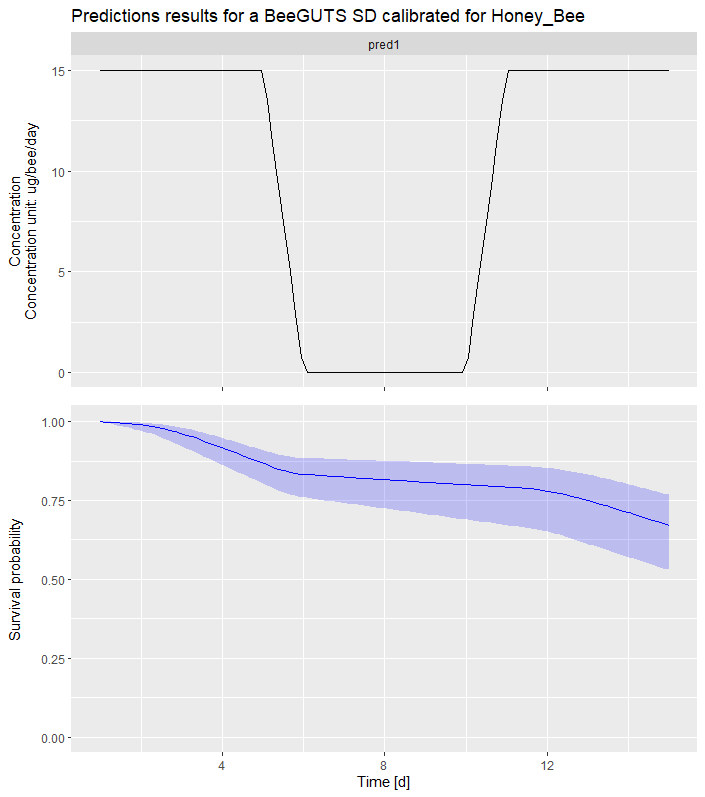 Predictions results for a BeeGUTS SD calibrated for Honey_Bee
pred1
Concentration
Concentration unit: ug/bee/day
15
10
5
0
Survival probability
1.00
0.75
0.50
0.25
0.00
4
8
12
Time [d]